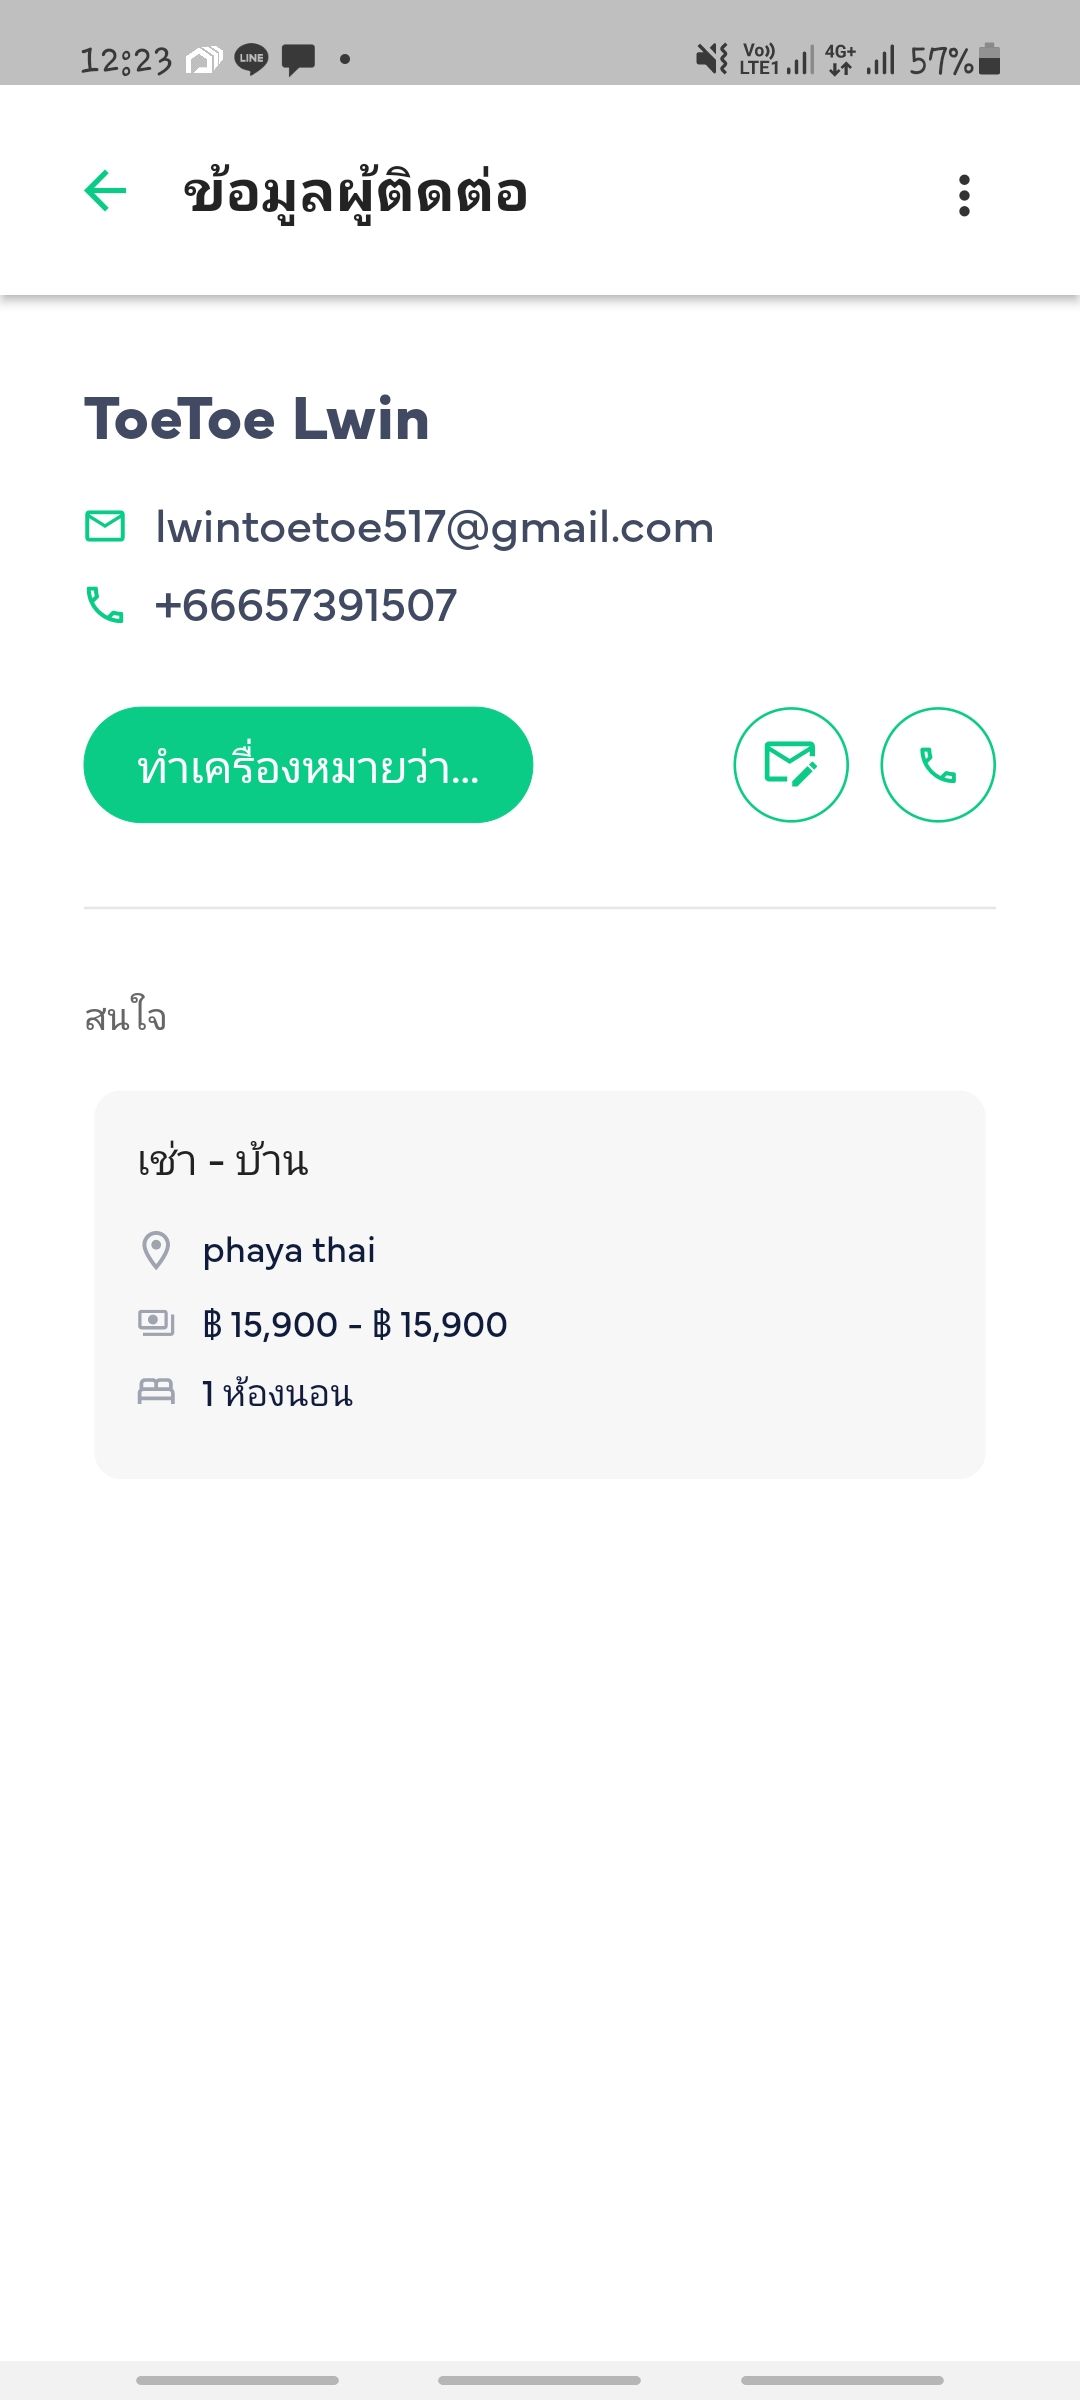 12:23 LINE Vo)) LTE1 4G+ 57%
ข้อมูลผู้ติดต่อ
ToeToe Lwin
lwintoetoe517@gmail.com
+66657391507
ทำเครื่องหมายว่า...
สนใจ
เช่า - บ้าน
phaya thai
฿ 15,900 - ฿ 15,900
1 ห้องนอน